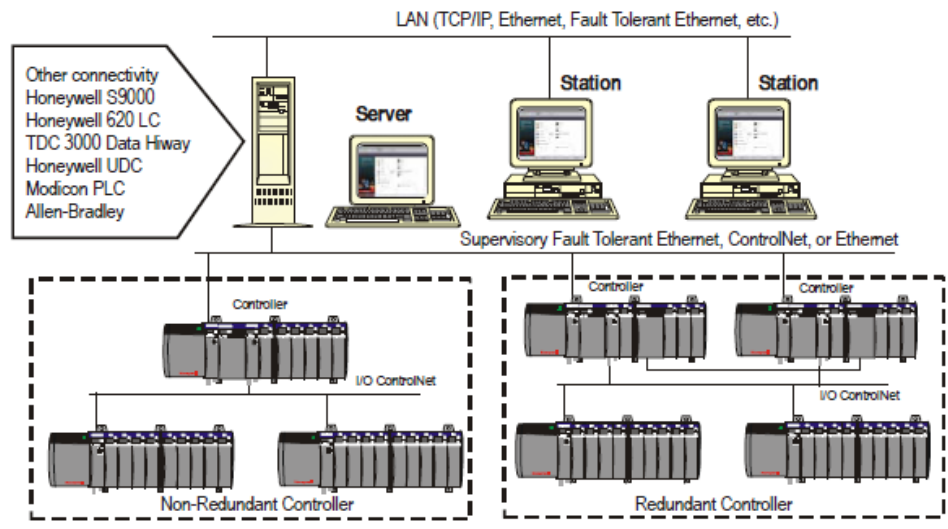 LAN (TCP/IP, Ethernet, Fault Tolerant Ethernet, etc.)
Other connectivity
Honeywell S9000
Honeywell 620 LC
TDC 3000 Data Hiway
Honeywell UDC
Modicon PLC
Allen-Bradley
Server
Station
Station
Supervisory Fault Tolerant Ethernet, ControlNet, or Ethernet
Controller
I/O ControlNet
Non-Redundant Controller
Controller
Controller
I/O ControlNet
Redundant Controller